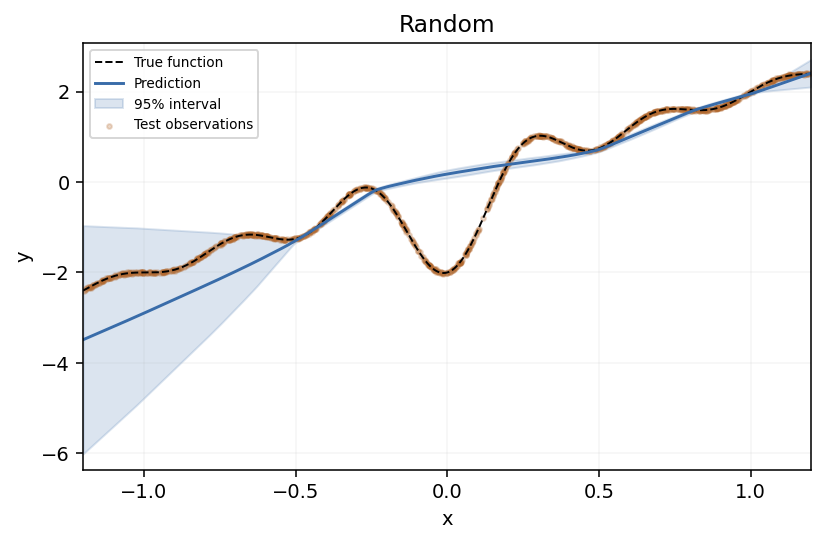 Random
True function
Prediction
95% interval
Test observations
y
2
0
−2
−4
−6
−1.0 −0.5 0.0 0.5 1.0
x